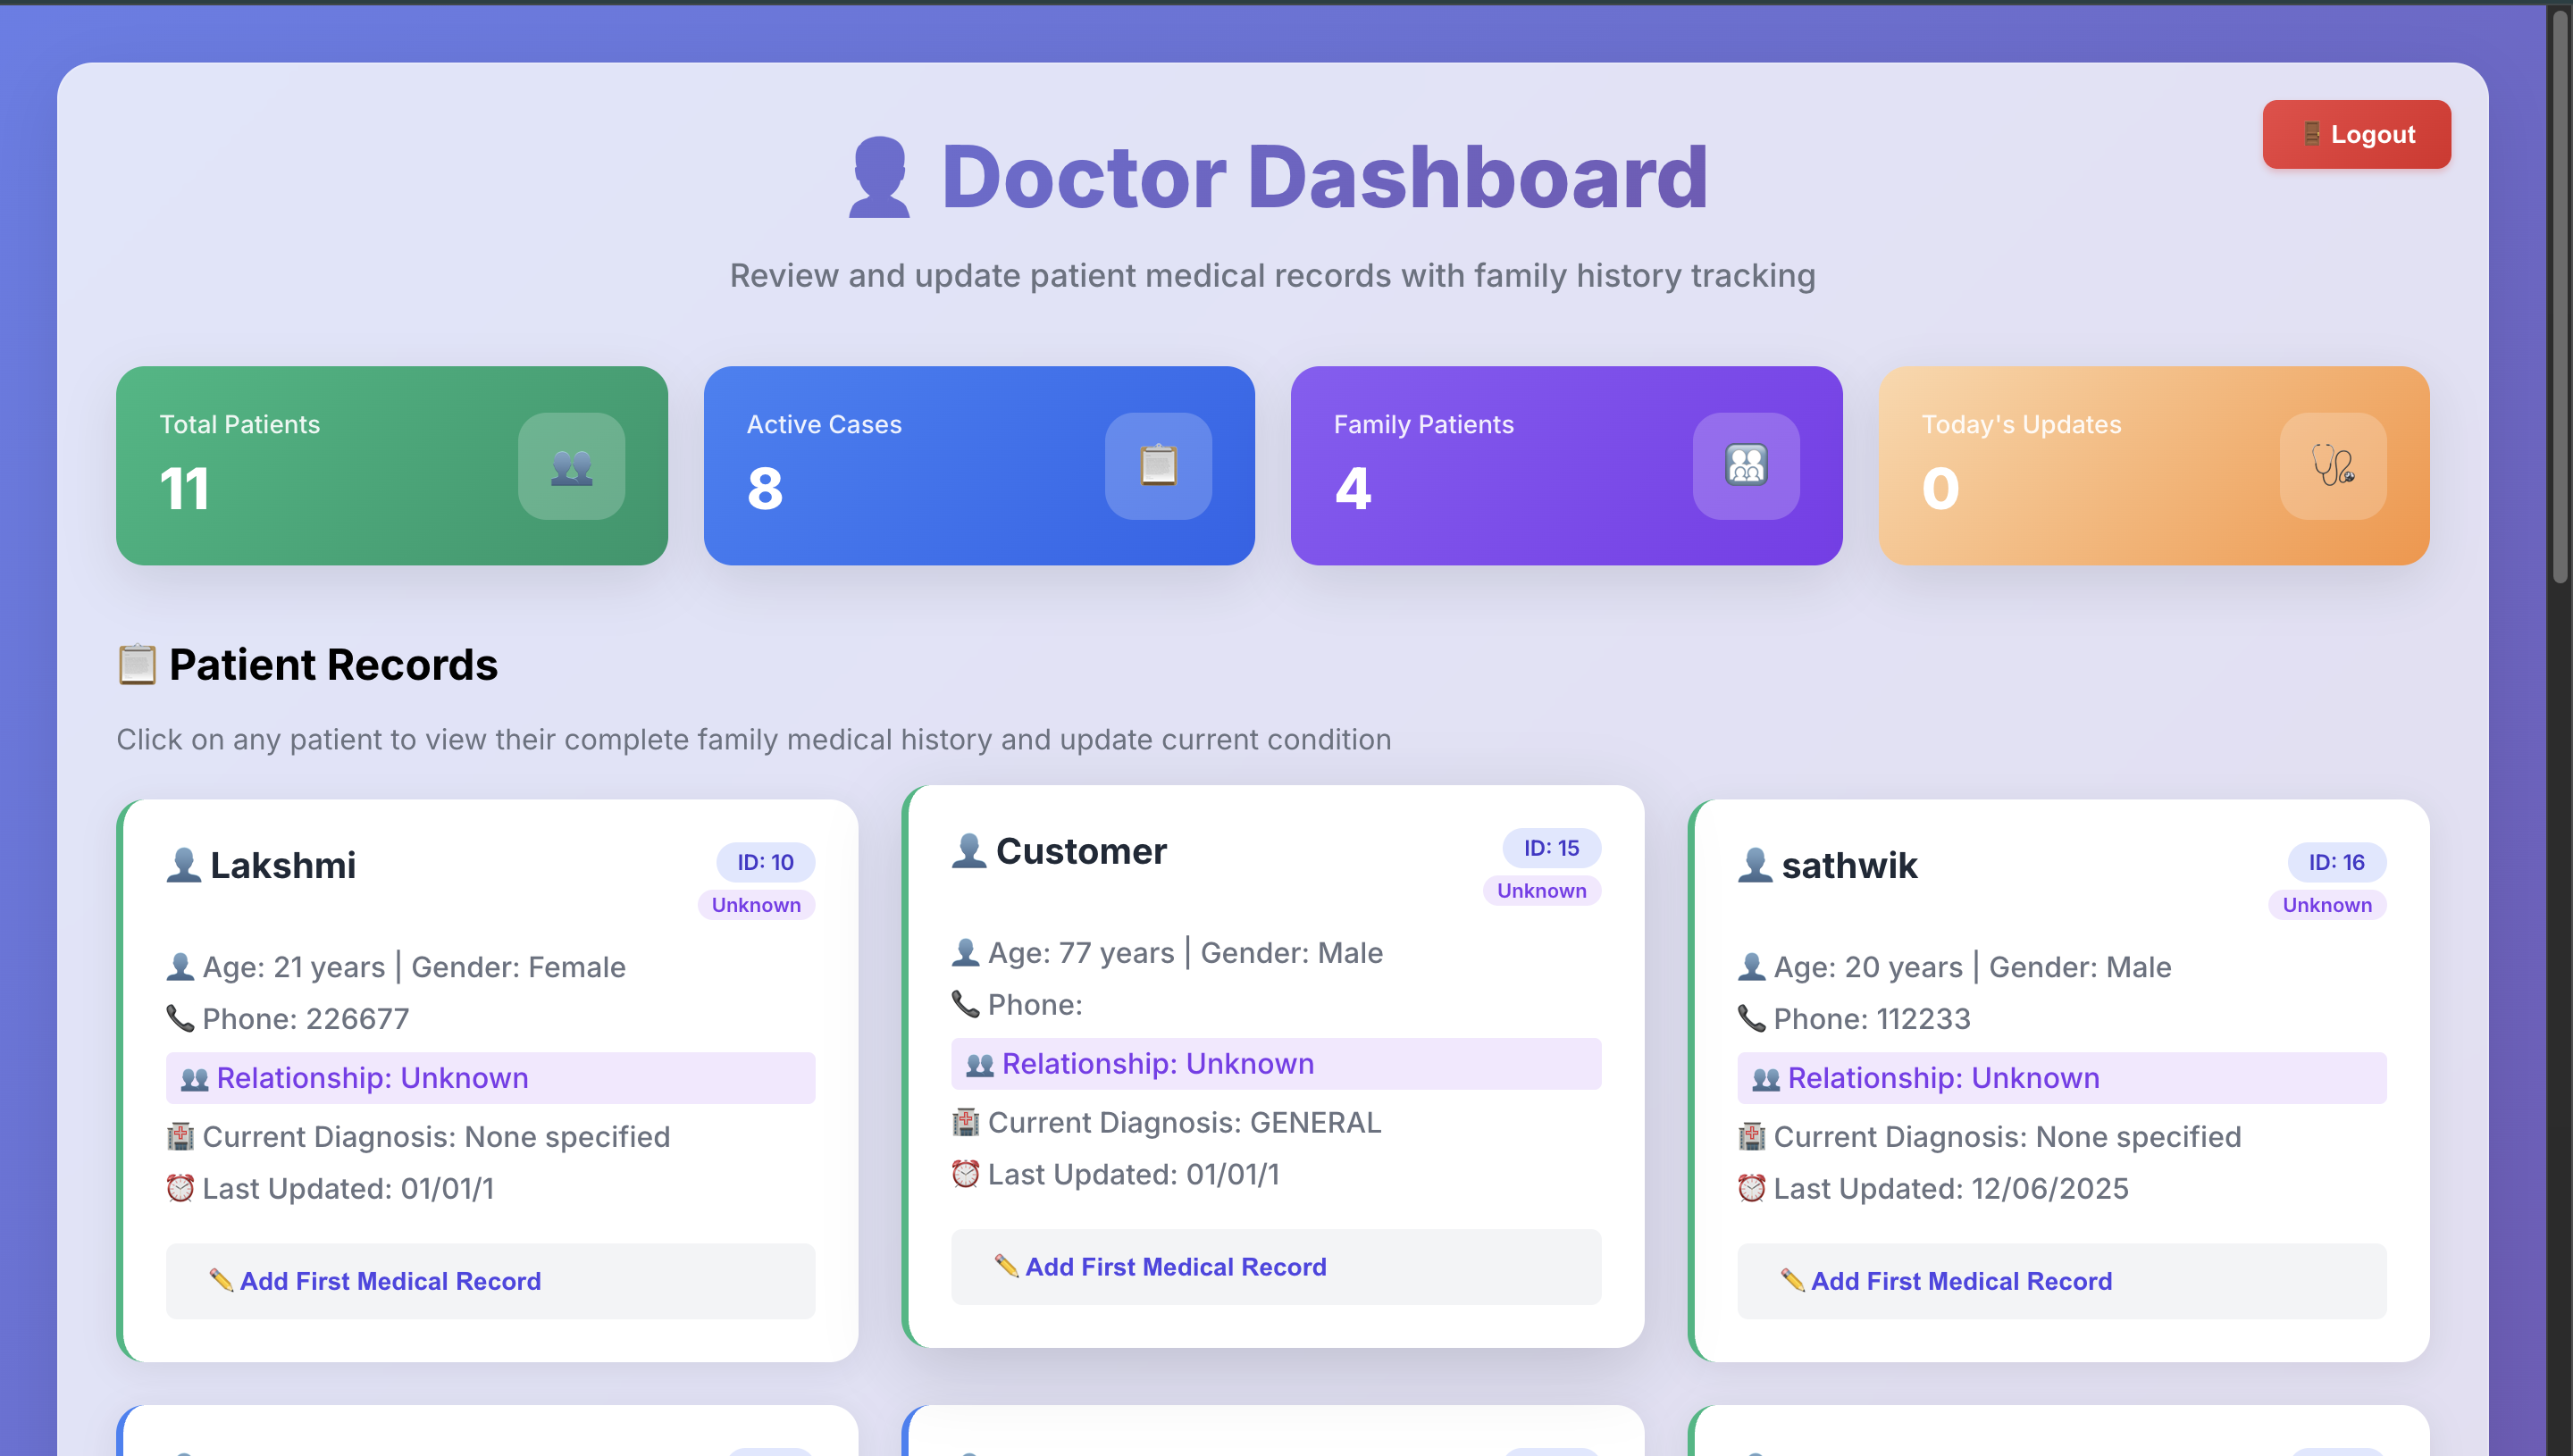 Logout
Doctor Dashboard
Review and update patient medical records with family history tracking
Total Patients
11
Active Cases
8
Family Patients
4
Today's Updates
0
Patient Records
Click on any patient to view their complete family medical history and update current condition
Lakshmi
ID: 10
Unknown
Age: 21 years | Gender: Female
Phone: 226677
Relationship: Unknown
Current Diagnosis: None specified
Last Updated: 01/01/1
Add First Medical Record
Customer
ID: 15
Unknown
Age: 77 years | Gender: Male
Phone:
Relationship: Unknown
Current Diagnosis: GENERAL
Last Updated: 01/01/1
Add First Medical Record
sathwik
ID: 16
Unknown
Age: 20 years | Gender: Male
Phone: 112233
Relationship: Unknown
Current Diagnosis: None specified
Last Updated: 12/06/2025
Add First Medical Record